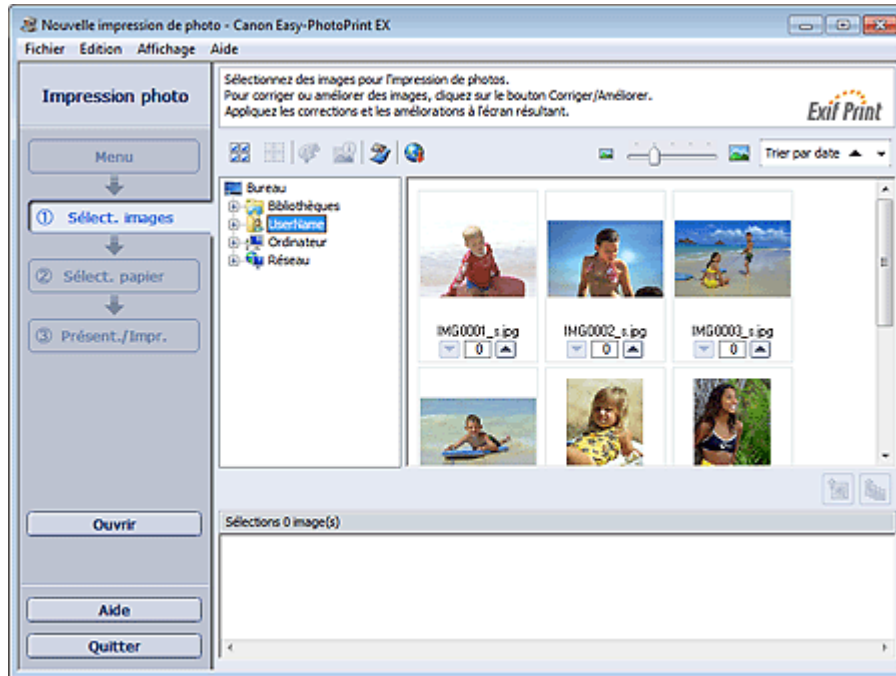 Nouvelle impression de photo - Canon Easy-PhotoPrint EX
Fichier Edition Affichage Aide
Impression photo
Sélectionnez des images pour l'impression de photos.
Pour corriger ou améliorer des images, cliquez sur le bouton Corriger/Améliorer.
Appliquez les corrections et les améliorations à l'écran résultant.
Exif Print
Menu
① Sélect. images
② Sélect. papier
③ Présent./Impr.
Trier par date
Bureau
Bibliothèques
UserName
Ordinateur
Réseau
IMG0001_s.jpg
IMG0002_s.jpg
IMG0003_s.jpg
0
0
0
Ouvrir
Sélections 0 image(s)
Aide
Quitter